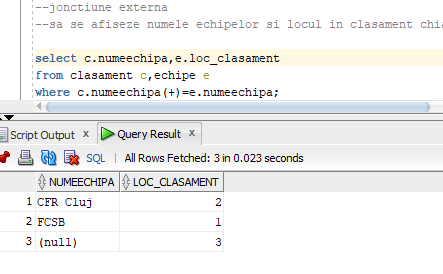 --jonctiune externa
--sa se afiseze numele echipelor si locul in clasament chia
select c.numeechipa,e.loc_clasament
from clasament c,echipe e
where c.numeechipa(+)=e.numeechipa;
Script Output x Query Result x
SQL | All Rows Fetched: 3 in 0.023 seconds
NUMEECHIPA LOC_CLASAMENT
1 CFR Cluj 2
2 FCSB 1
3 (null) 3